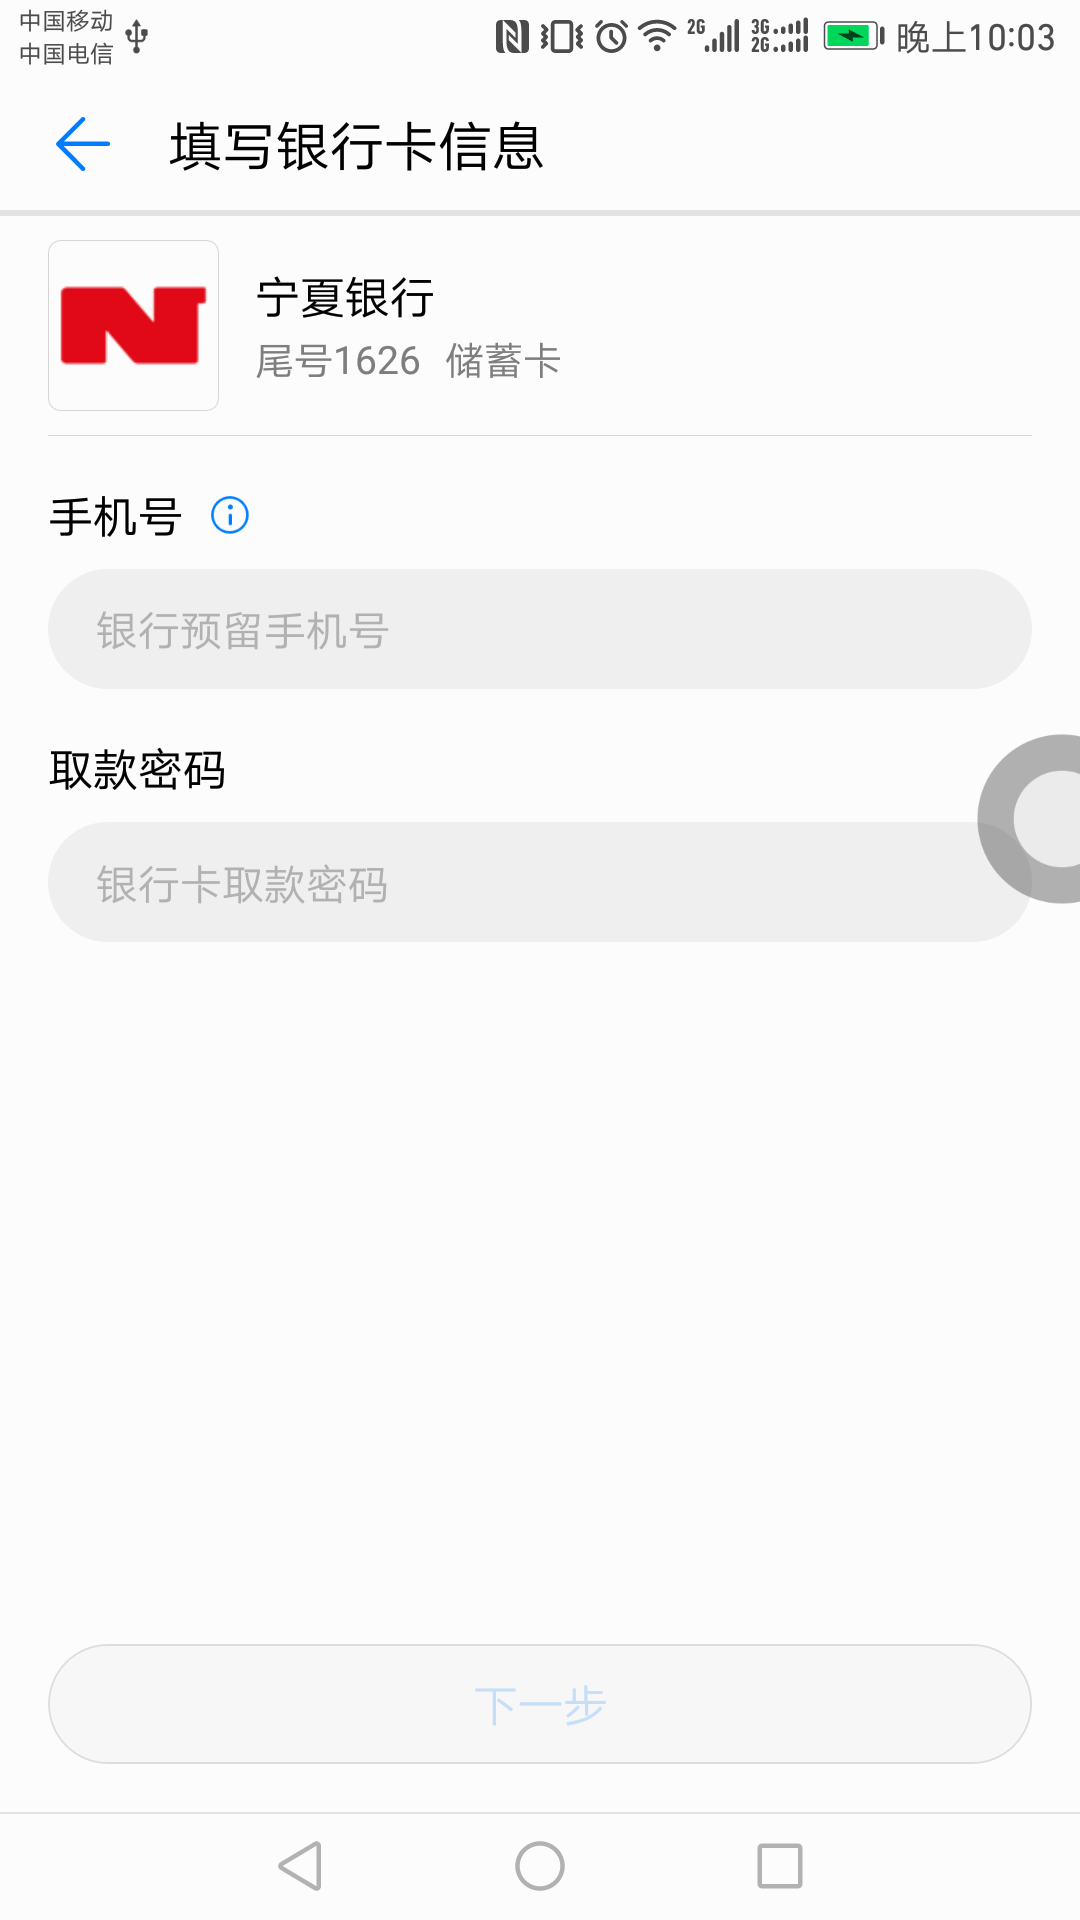 中国移动
中国电信
2G 3G 2G 晚上10:03
填写银行卡信息
宁夏银行
尾号1626 储蓄卡
手机号
银行预留手机号
取款密码
银行卡取款密码
下一步